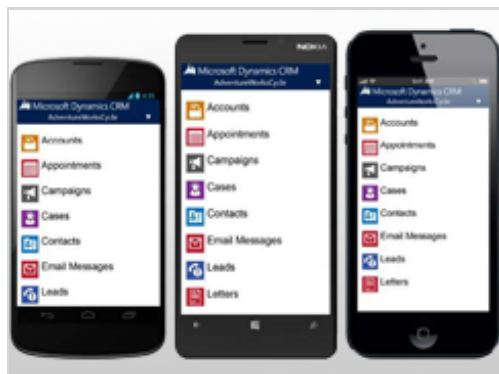 Microsoft Dynamics CRM
AdventureWorksCycle
Accounts
Appointments
Campaigns
Cases
Contacts
Email Messages
Leads
NOKIA
Microsoft Dynamics CRM
AdventureWorksCycle
Accounts
Appointments
Campaigns
Cases
Contacts
Email Messages
Leads
Letters
Microsoft Dynamics CRM
AdventureWorksCycle
Accounts
Appointments
Campaigns
Cases
Contacts
Email Messages
Leads
Letters